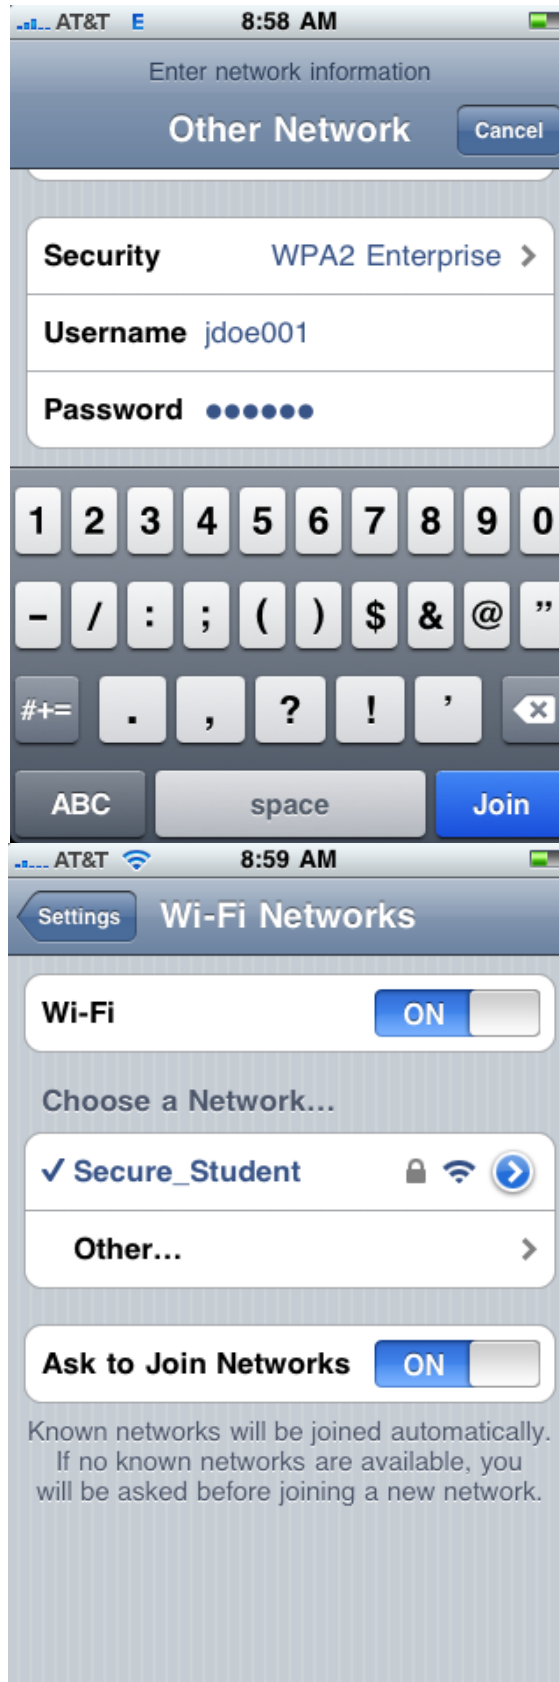 AT&T E 8:58 AM
Enter network information
Other Network Cancel
Security WPA2 Enterprise
Username jdoe001
Password ●●●●●●
1 2 3 4 5 6 7 8 9 0
- / : ; ( ) $ & @ ”
#+= . , ? ! ’
ABC space Join
AT&T 8:59 AM
Settings Wi-Fi Networks
Wi-Fi ON
Choose a Network...
✓ Secure_Student
Other...
Ask to Join Networks ON
Known networks will be joined automatically.
If no known networks are available, you
will be asked before joining a new network.